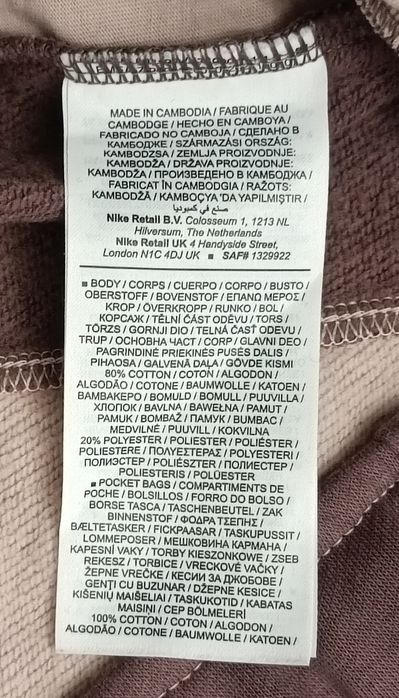 MADE IN CAMBODIA / FABRIQUE AU
CAMBODGE / HECHO EN CAMBOYA /
FABRICADO NO CAMBOJA / СДЕЛАНО В
КАМБОДЖЕ / SZÁRMAZÁSI ORSZÁG:
KAMBODZSA / ZEMLJA PROIZVODNJE:
KAMBODŽA / DRŽAVA PROIZVODNJE:
KAMBODŽA / ПРОИЗВЕДЕНО В КАМБОДЖА /
FABRICAT ÎN CAMBODGIA / RAŽOTS:
KAMBODŽĀ / KAMBOÇYA 'DA YAPILMIŞTIR /
صنع في كمبوديا
Nike Retail B.V. Colosseum 1, 1213 NL
Hilversum, The Netherlands
Nike Retail UK 4 Handyside Street,
London N1C 4DJ UK ■ SAF# 1329922
■ BODY / CORPS / CUERPO / CORPO / BUSTO /
OBERSTOFF / BOVENSTOF / ΕΠΑΝΩ ΜΕΡΟΣ /
KROP / ÖVERKROPP / RUNKO / BOL /
КОРСАЖ / TĚLNÍ ČÁST ODĚVU / TORS /
TÖRZS / GORNJI DIO / TELNÁ ČASŤ ODEVU /
TRUP / ОСНОВНА ЧАСТ / CORP / GLAVNI DEO /
PAGRINDINĖ PRIEKINĖS PUSĖS DALIS /
PIHAOSA / GALVENĀ DAĻA / GÖVDE KISMI
80% COTTON / COTON / ALGODON /
ALGODÃO / COTONE / BAUMWOLLE / KATOEN /
ΒΑΜΒΑΚΕΡΟ / BOMULD / BOMULL / PUUVILLA /
ХЛОПОК / BAVLNA / BAWEŁNA / PAMUT /
PAMUK / BOMBAŽ / ПАМУК / BUMBAC /
MEDVILNĖ / PUUVILL / KOKVILNA
20% POLYESTER / POLIESTER / POLIÉSTER /
POLIESTERE / ΠΟΛΥΕΣΤΕΡΑΣ / POLYESTERI /
ПОЛИЭСТЕР / POLIÉSZTER / ПОЛИЕСТЕР /
POLIESTERIS / POLÜESTER
■ POCKET BAGS / COMPARTIMENTS DE
POCHE / BOLSILLOS / FORRO DO BOLSO /
BORSE TASCA / TASCHENBEUTEL / ZAK
BINNENSTOF / ΦΟΔΡΑ ΤΣΕΠΗΣ /
BÆLTETASKER / FICKPAASAR / TASKUPUSSIT /
LOMMEPOSER / МЕШКОВИНА КАРМАНА /
KAPESNÍ VAKY / TORBY KIESZONKOWE / ZSEB
REKESZ / TORBICE / VRECKOVÉ VAČKY /
ŽEPNE VREČKE / КЕСИИ ЗА ДЖОБОВЕ /
GENȚI CU BUZUNAR / DŽEPNE KESICE /
KIŠENIŲ MAIŠELIAI / TASKUKOTID / KABATAS
MAISIŅI / CEP BÖLMELERİ
100% COTTON / COTON / ALGODON /
ALGODÃO / COTONE / BAUMWOLLE / KATOEN /